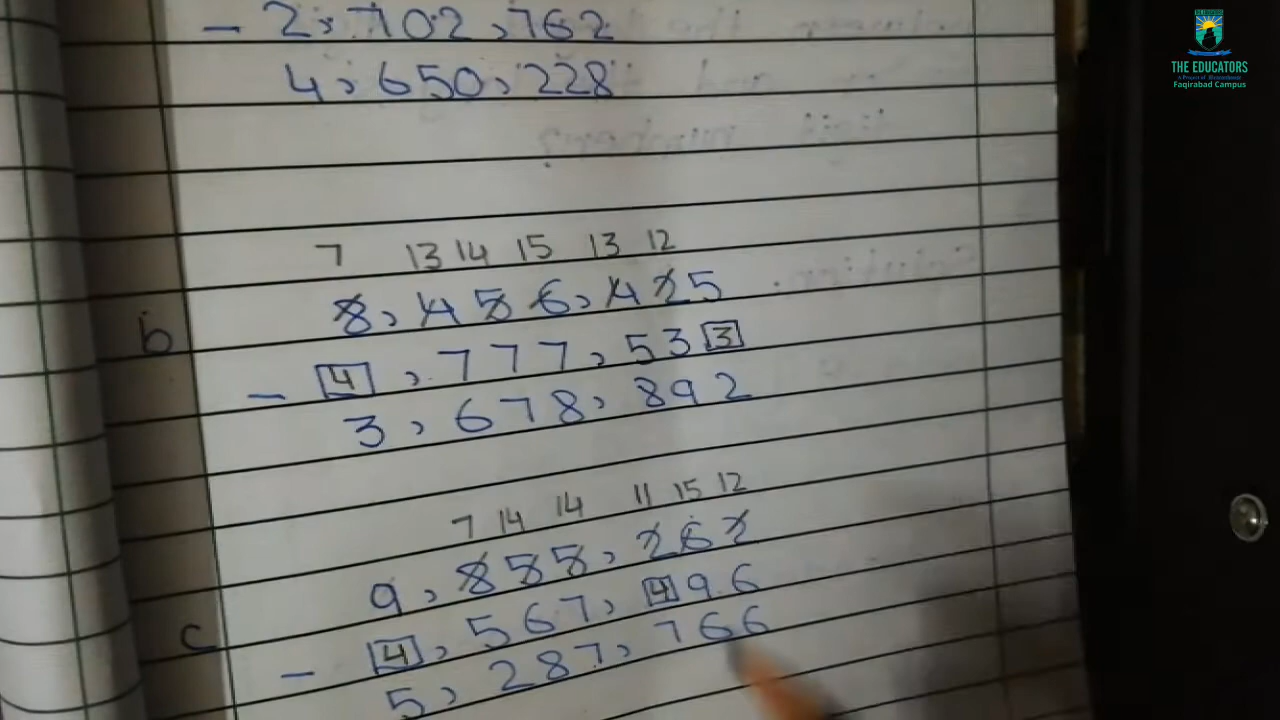 - 2,702,762
4,650,228
7 13 14 15 13 12
b 8,456,425
- 4,777,533
3,678,892
7 14 14 11 15 12
9,855,262
c
- 4,567,496
5,287,766
THE EDUCATORS
Faqirabad Campus